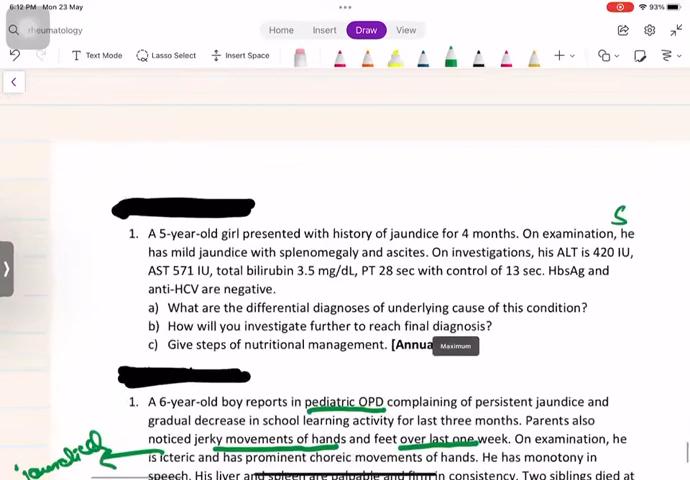 6:12 PM Mon 23 May
93%
rheumatology
Home Insert Draw View
Text Mode Lasso Select Insert Space
S
1. A 5-year-old girl presented with history of jaundice for 4 months. On examination, he
has mild jaundice with splenomegaly and ascites. On investigations, his ALT is 420 IU,
AST 571 IU, total bilirubin 3.5 mg/dL, PT 28 sec with control of 13 sec. HbsAg and
anti-HCV are negative.
a) What are the differential diagnoses of underlying cause of this condition?
b) How will you investigate further to reach final diagnosis?
c) Give steps of nutritional management. [Annua
Maximum
1. A 6-year-old boy reports in pediatric OPD complaining of persistent jaundice and
gradual decrease in school learning activity for last three months. Parents also
noticed jerky movements of hands and feet over last one week. On examination, he
jaundiced
is icteric and has prominent choreic movements of hands. He has monotony in
speech. His liver and spleen are palpable and firm in consistency. Two siblings died at